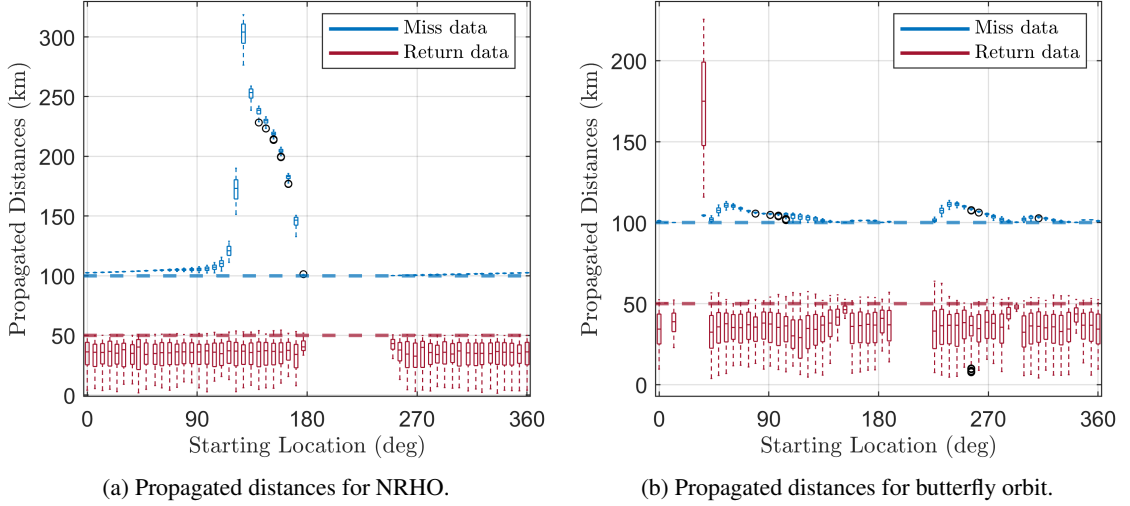 Propagated Distances (km)
300
250
200
150
100
50
0
0 90 180 270 360
Starting Location (deg)
Miss data
Return data
(a) Propagated distances for NRHO.
Propagated Distances (km)
200
150
100
50
0
0 90 180 270 360
Starting Location (deg)
Miss data
Return data
(b) Propagated distances for butterfly orbit.